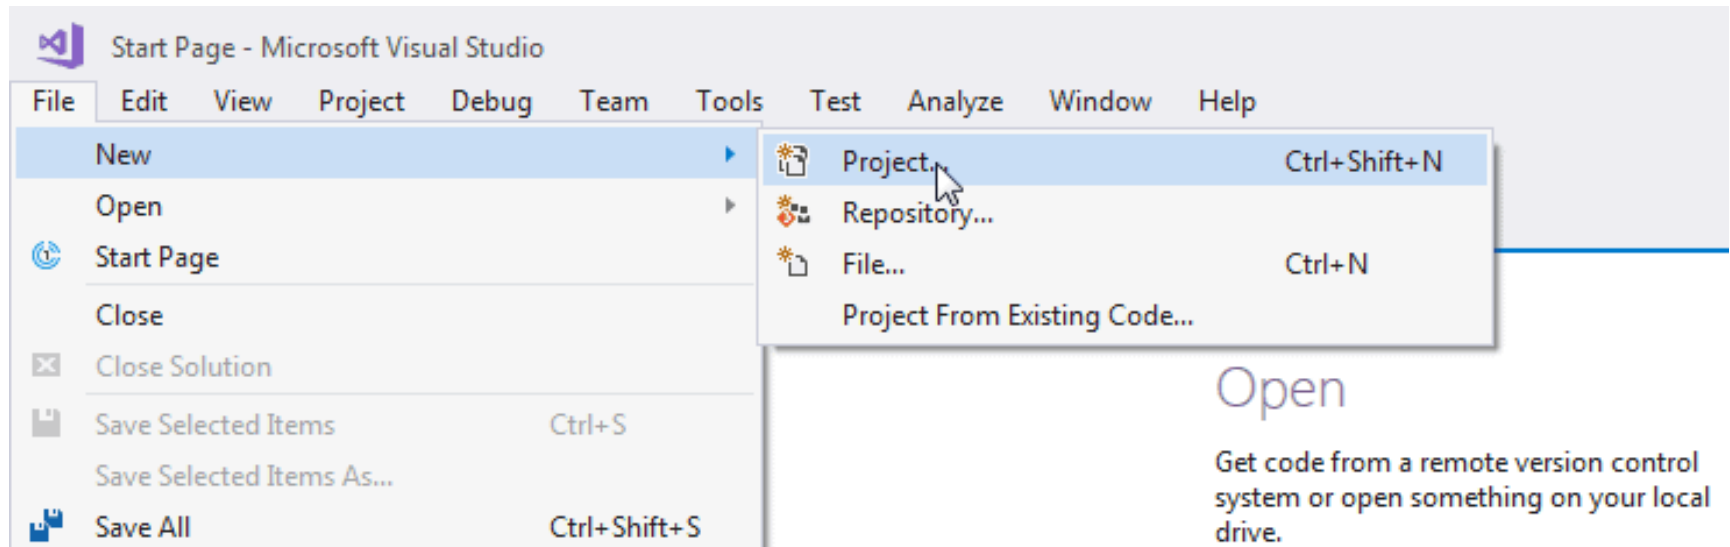 Start Page - Microsoft Visual Studio
File Edit View Project Debug Team Tools Test Analyze Window Help
New
Open
Start Page
Close
Close Solution
Save Selected Items Ctrl+S
Save Selected Items As...
Save All Ctrl+Shift+S
Project... Ctrl+Shift+N
Repository...
File... Ctrl+N
Project From Existing Code...
Open
Get code from a remote version control
system or open something on your local
drive.